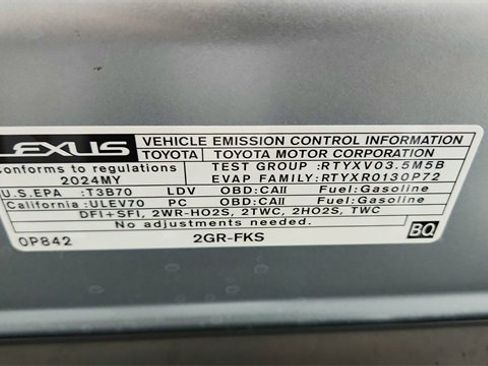 LEXUS VEHICLE EMISSION CONTROL INFORMATION
TOYOTA TOYOTA MOTOR CORPORATION
onforms to regulations TEST GROUP :RTYXV03.5M5B
2024MY EVAP FAMILY:RTYXR0130P72
U.S.EPA :T3B70 LDV OBD:CAII Fuel:Gasoline
California :ULEV70 PC OBD:CAII Fuel:Gasoline
DFI+SFI, 2WR-HO2S, 2TWC, 2HO2S, TWC
No adjustments needed.
0P842 2GR-FKS BQ